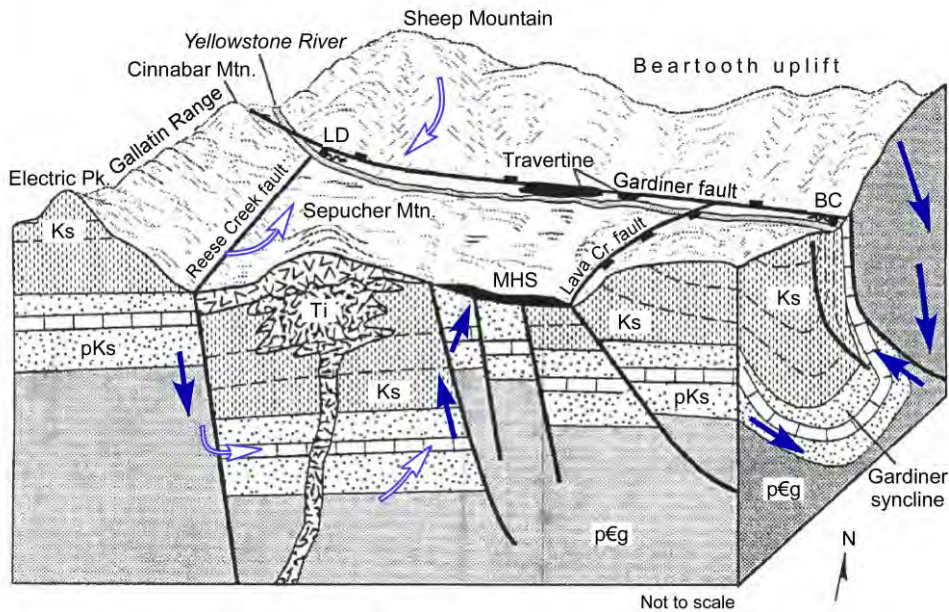 Sheep Mountain
Yellowstone River
Cinnabar Mtn.
Beartooth uplift
Gallatin Range
LD
Travertine
Electric Pk.
Gardiner fault
BC
Ks
Reese Creek fault
Sepucher Mtn.
Lava Cr. fault
MHS
Ti
Ks
Ks
pKs
Ks
pKs
Gardiner
syncline
p€g
p€g
N
Not to scale